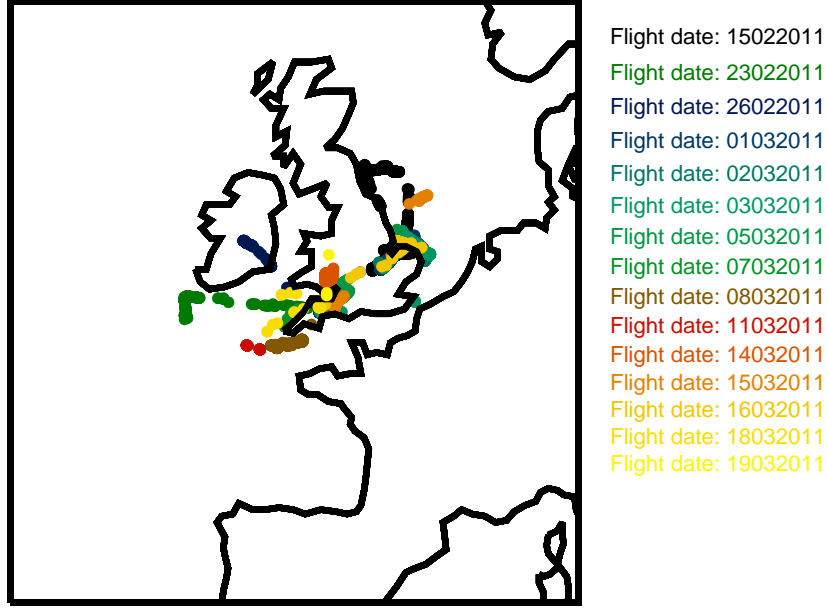 Flight date: 15022011
Flight date: 23022011
Flight date: 26022011
Flight date: 01032011
Flight date: 02032011
Flight date: 03032011
Flight date: 05032011
Flight date: 07032011
Flight date: 08032011
Flight date: 11032011
Flight date: 14032011
Flight date: 15032011
Flight date: 16032011
Flight date: 18032011
Flight date: 19032011